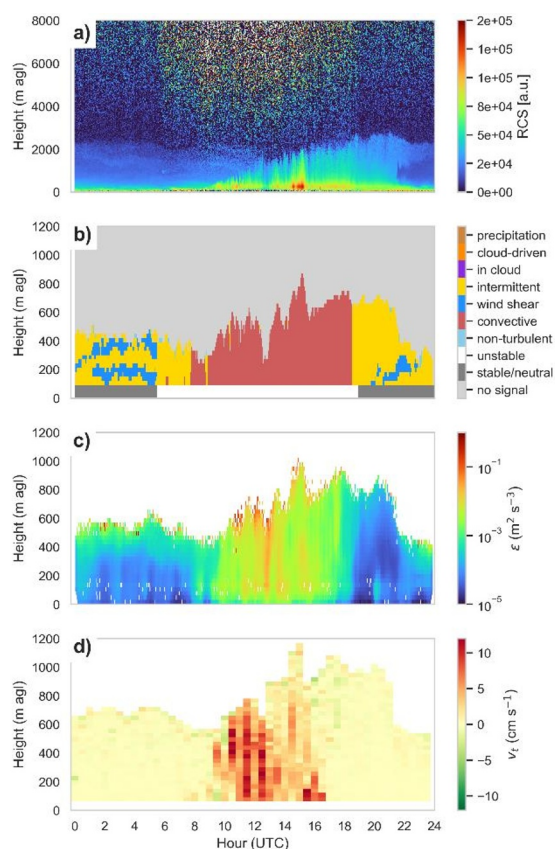 a)
8000
6000
4000
2000
0
Height (m agl)
2e+05
2e+05
1e+05
1e+05
1e+05
8e+04
5e+04
2e+04
0e+00
RCS [a.u.]
b)
1200
1000
800
600
400
200
0
Height (m agl)
precipitation
cloud-driven
in cloud
intermittent
wind shear
convective
non-turbulent
unstable
stable/neutral
no signal
c)
1200
1000
800
600
400
200
0
Height (m agl)
10⁻¹
10⁻³
10⁻⁵
ε (m² s⁻³)
d)
1200
1000
800
600
400
200
0
Height (m agl)
10
5
0
−5
−10
vₜ (cm s⁻¹)
0 2 4 6 8 10 12 14 16 18 20 22 24
Hour (UTC)